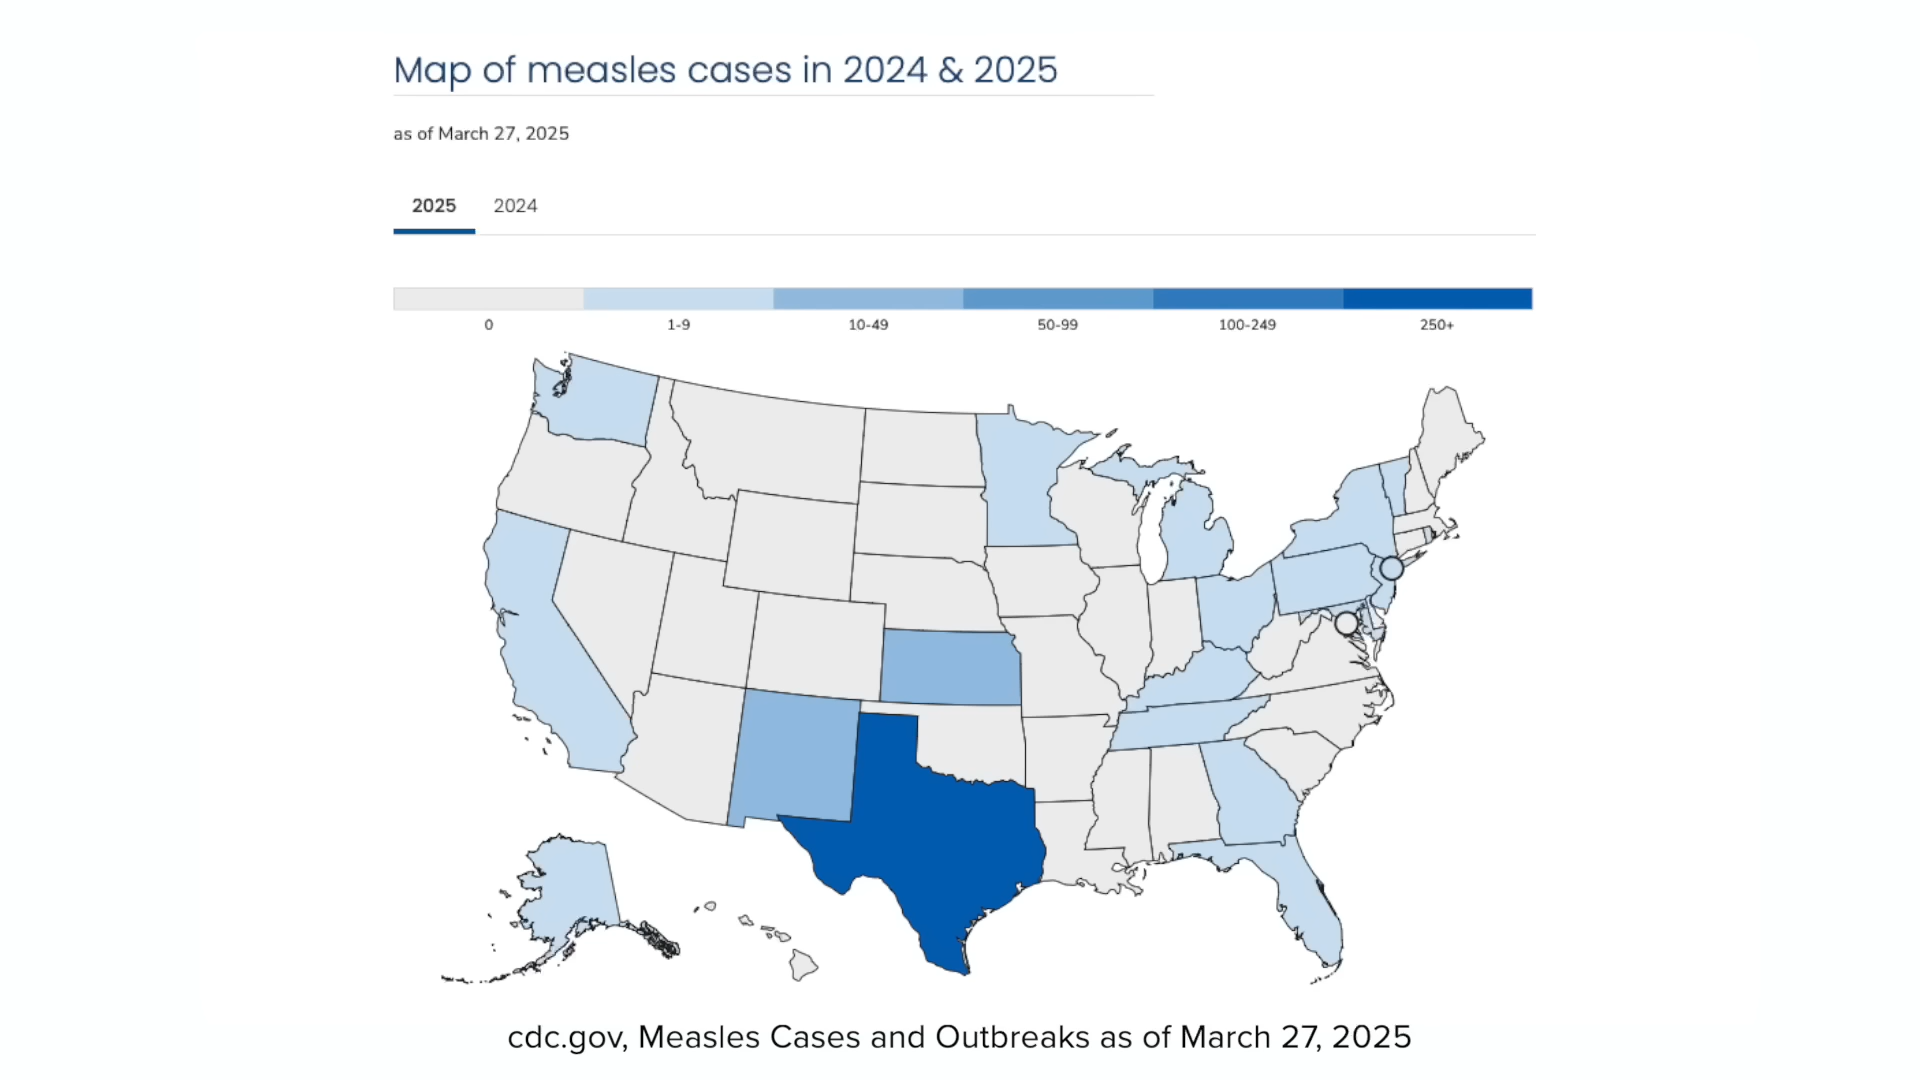 Map of measles cases in 2024 & 2025
as of March 27, 2025
2025 2024
0 1-9 10-49 50-99 100-249 250+
cdc.gov, Measles Cases and Outbreaks as of March 27, 2025